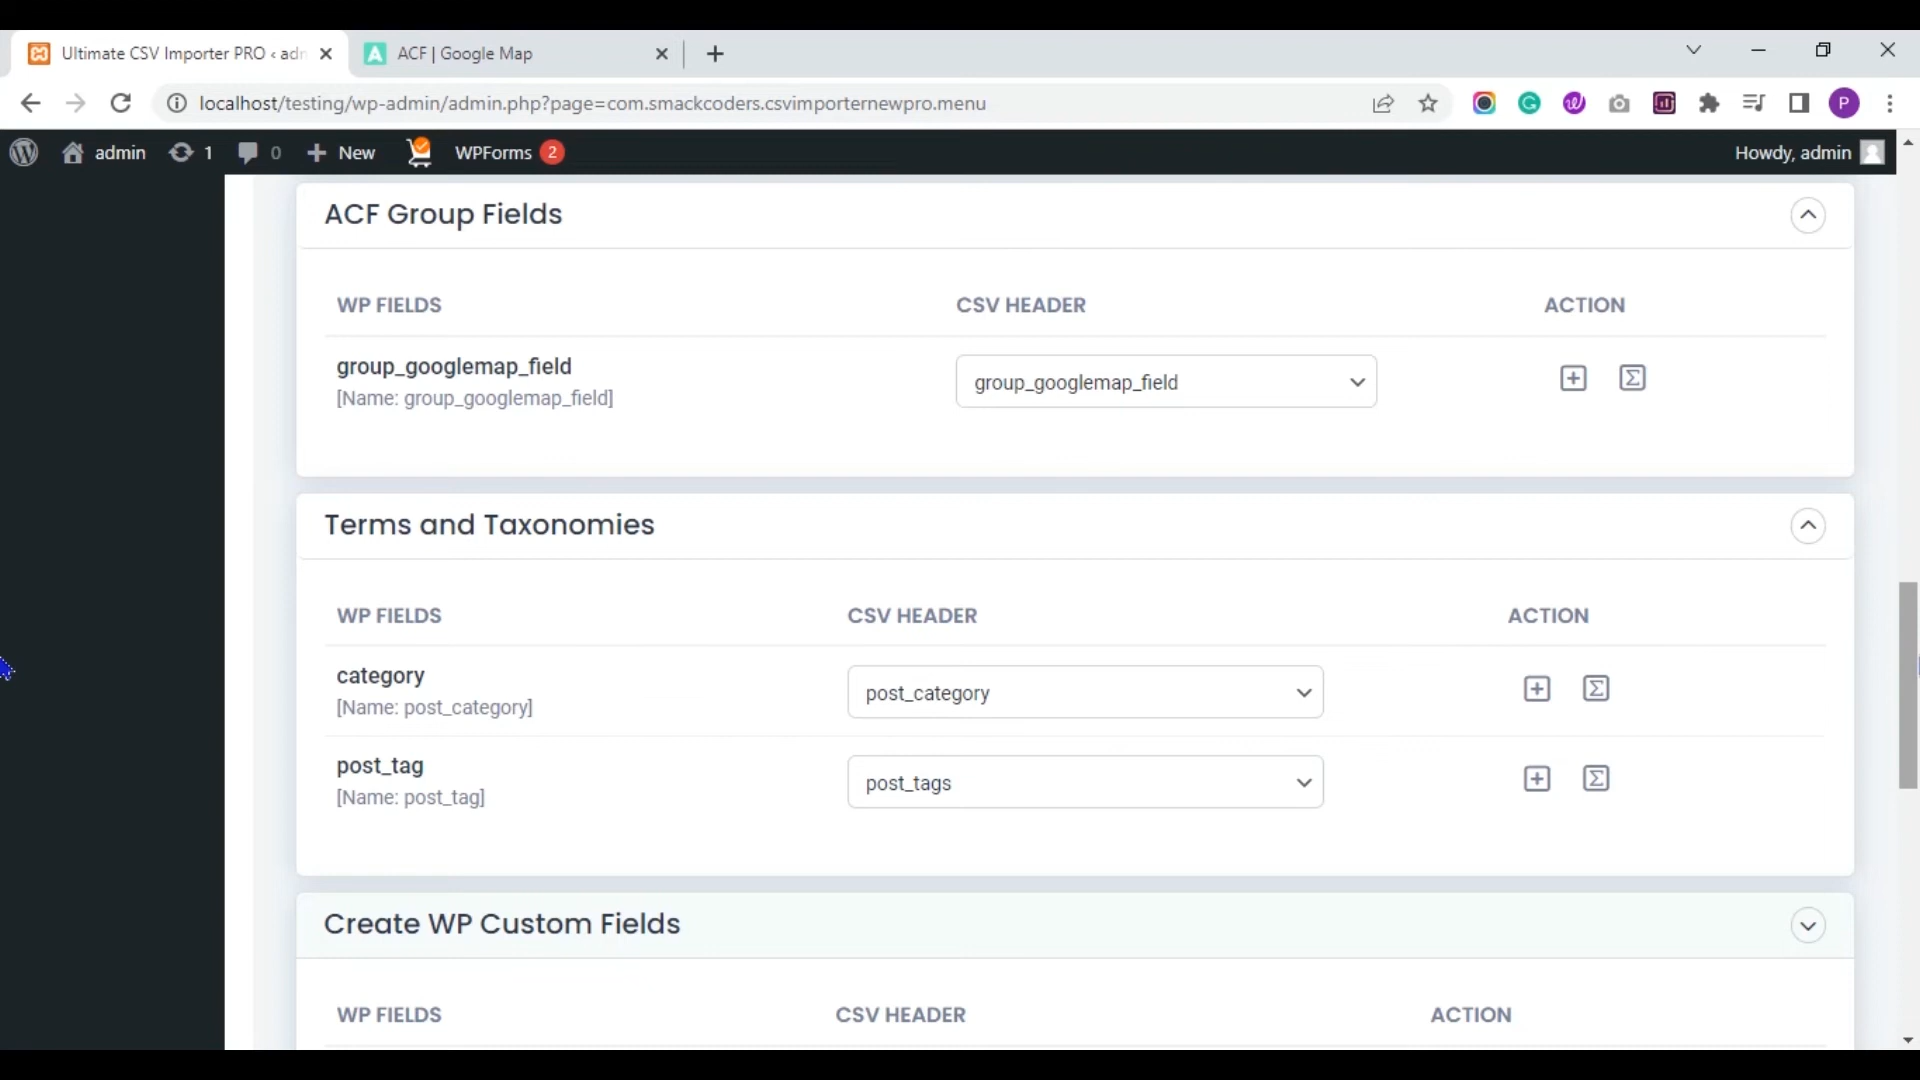 Ultimate CSV Importer PRO ‹ adn
ACF | Google Map
localhost/testing/wp-admin/admin.php?page=com.smackcoders.csvimporternewpro.menu
P
admin
1
0
New
WPForms 2
Howdy, admin
ACF Group Fields
WP FIELDS CSV HEADER ACTION
group_googlemap_field
[Name: group_googlemap_field]
group_googlemap_field
Terms and Taxonomies
WP FIELDS CSV HEADER ACTION
category
[Name: post_category]
post_category
post_tag
[Name: post_tag]
post_tags
Create WP Custom Fields
WP FIELDS CSV HEADER ACTION